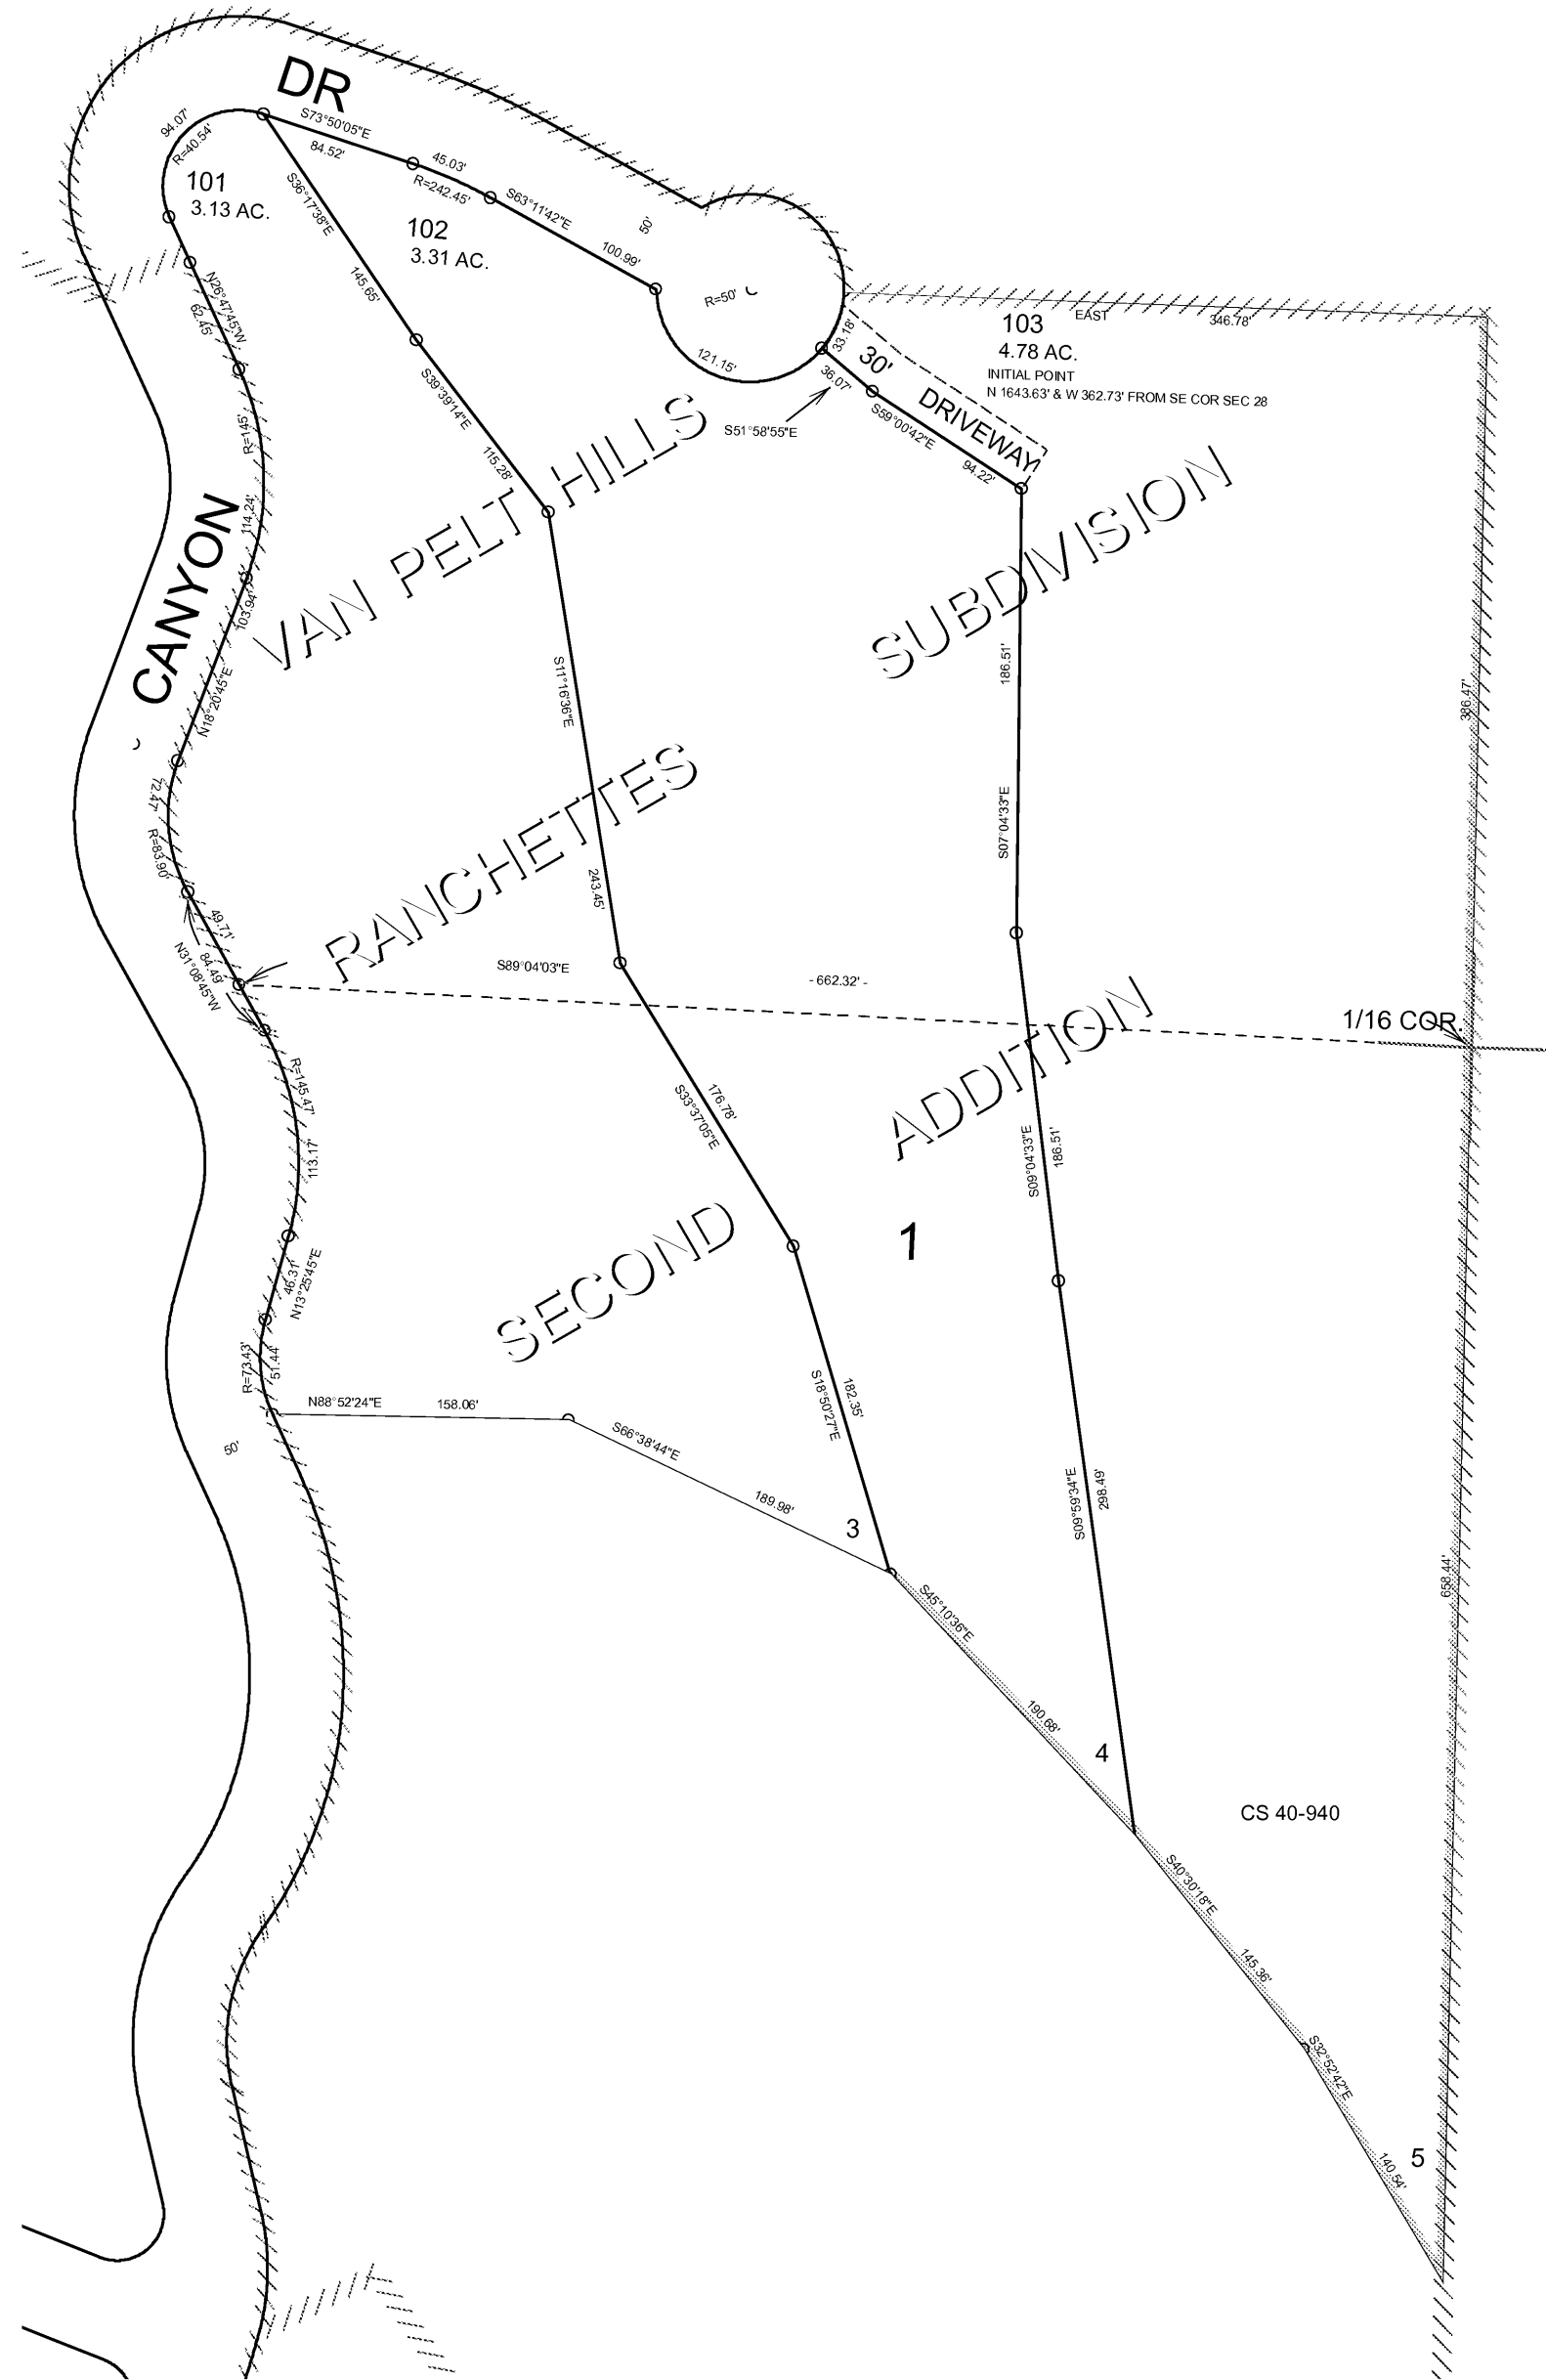 DR
S73°50'05"E
84.52'
94.07'
R=40.54'
45.03'
R=242.45'
101
3.13 AC.
S36°17'38"E
145.65'
102
3.31 AC.
S63°11'42"E
100.99'
50'
R=50'
121.15'
33.18'
EAST
346.78'
103
4.78 AC.
INITIAL POINT
N 1643.63' & W 362.73' FROM SE COR SEC 28
30' DRIVEWAY
36.07'
S51°58'55"E
S59°00'42"E
94.22'
N26°47'45"W
62.45'
R=145'
114.24'
S39°39'14"E
115.28'
CANYON
103.94'
N18°20'45"E
VAN PELT HILLS
SUBDIVISION
S11°16'36"E
243.45'
186.51'
S07°04'33"E
386.47'
72.47'
R=83.90'
RANCHETTES
49.71'
84.49'
N31°08'45"W
S89°04'03"E
- 662.32' -
1/16 COR.
ADDITION
R=145.47'
113.17'
176.78'
S33°37'05"E
S09°04'33"E
186.51'
SECOND
1
46.31'
N13°25'45"E
R=73.43'
51.44'
N88°52'24"E
158.06'
50'
S66°38'44"E
189.98'
182.35'
S18°50'27"E
3
S09°59'34"E
298.49'
658.44'
S45°10'36"E
190.68'
4
CS 40-940
S40°30'18"E
145.36'
S32°52'42"E
140.54'
5